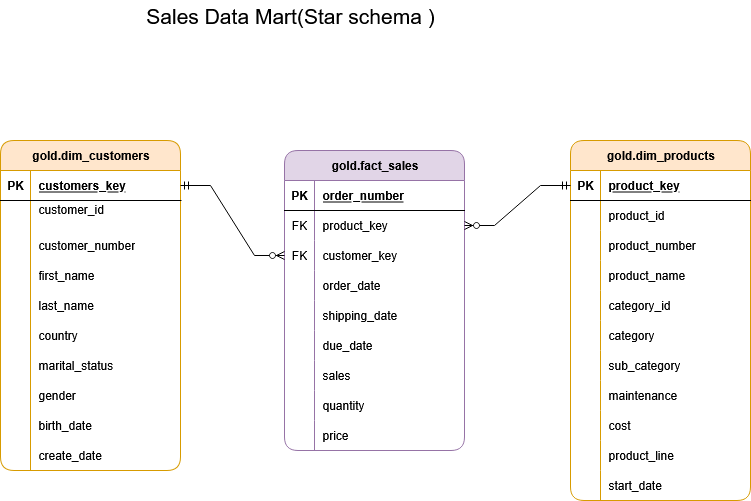 Sales Data Mart(Star schema )
gold.dim_customers
PK customers_key
customer_id
customer_number
first_name
last_name
country
marital_status
gender
birth_date
create_date
gold.fact_sales
PK order_number
FK product_key
FK customer_key
order_date
shipping_date
due_date
sales
quantity
price
gold.dim_products
PK product_key
product_id
product_number
product_name
category_id
category
sub_category
maintenance
cost
product_line
start_date